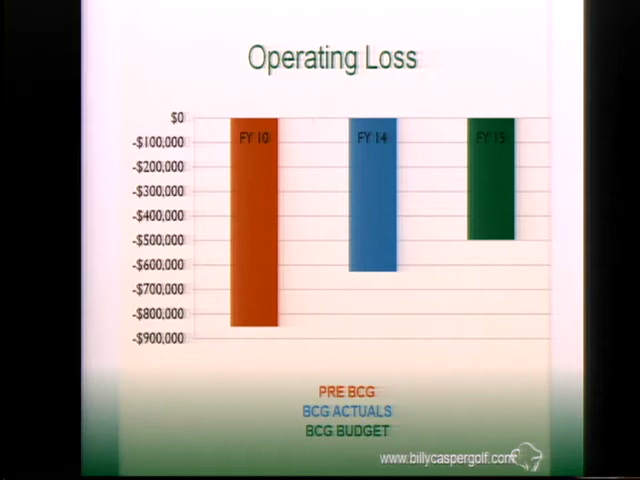 Operating Loss
$0
-$100,000
-$200,000
-$300,000
-$400,000
-$500,000
-$600,000
-$700,000
-$800,000
-$900,000
FY 10
FY 14
FY 15
PRE BCG
BCG ACTUALS
BCG BUDGET
www.billycaspergolf.com